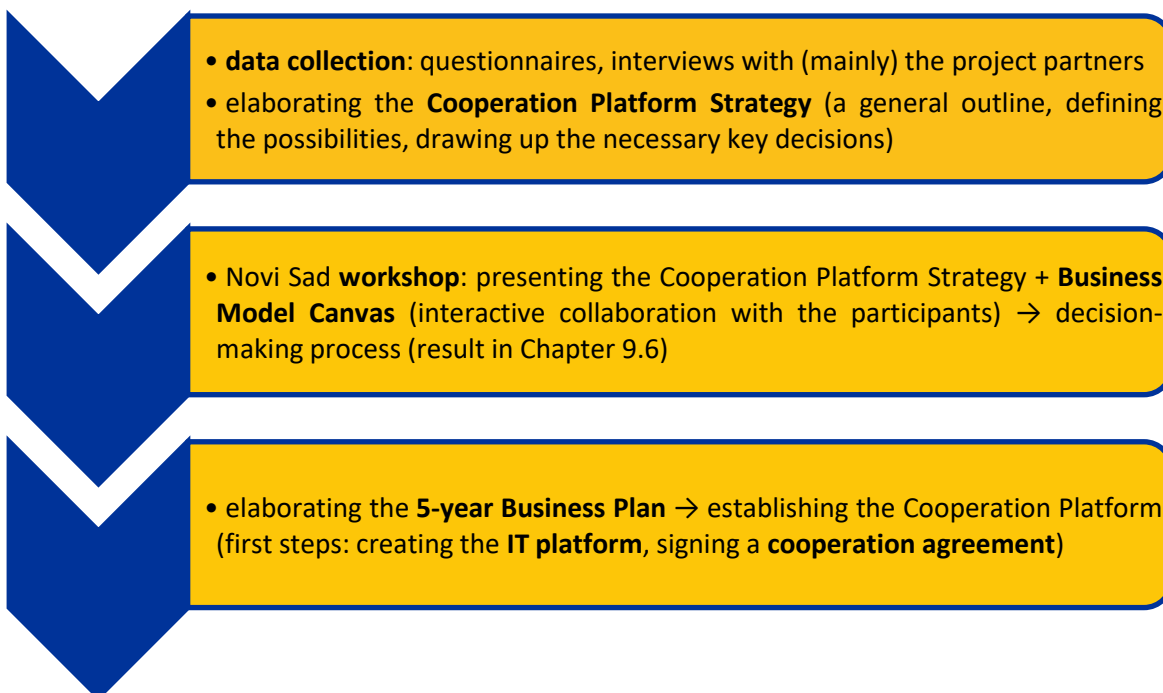 • data collection: questionnaires, interviews with (mainly) the project partners
• elaborating the Cooperation Platform Strategy (a general outline, defining
the possibilities, drawing up the necessary key decisions)
• Novi Sad workshop: presenting the Cooperation Platform Strategy + Business
Model Canvas (interactive collaboration with the participants) → decision-
making process (result in Chapter 9.6)
• elaborating the 5-year Business Plan → establishing the Cooperation Platform
(first steps: creating the IT platform, signing a cooperation agreement)